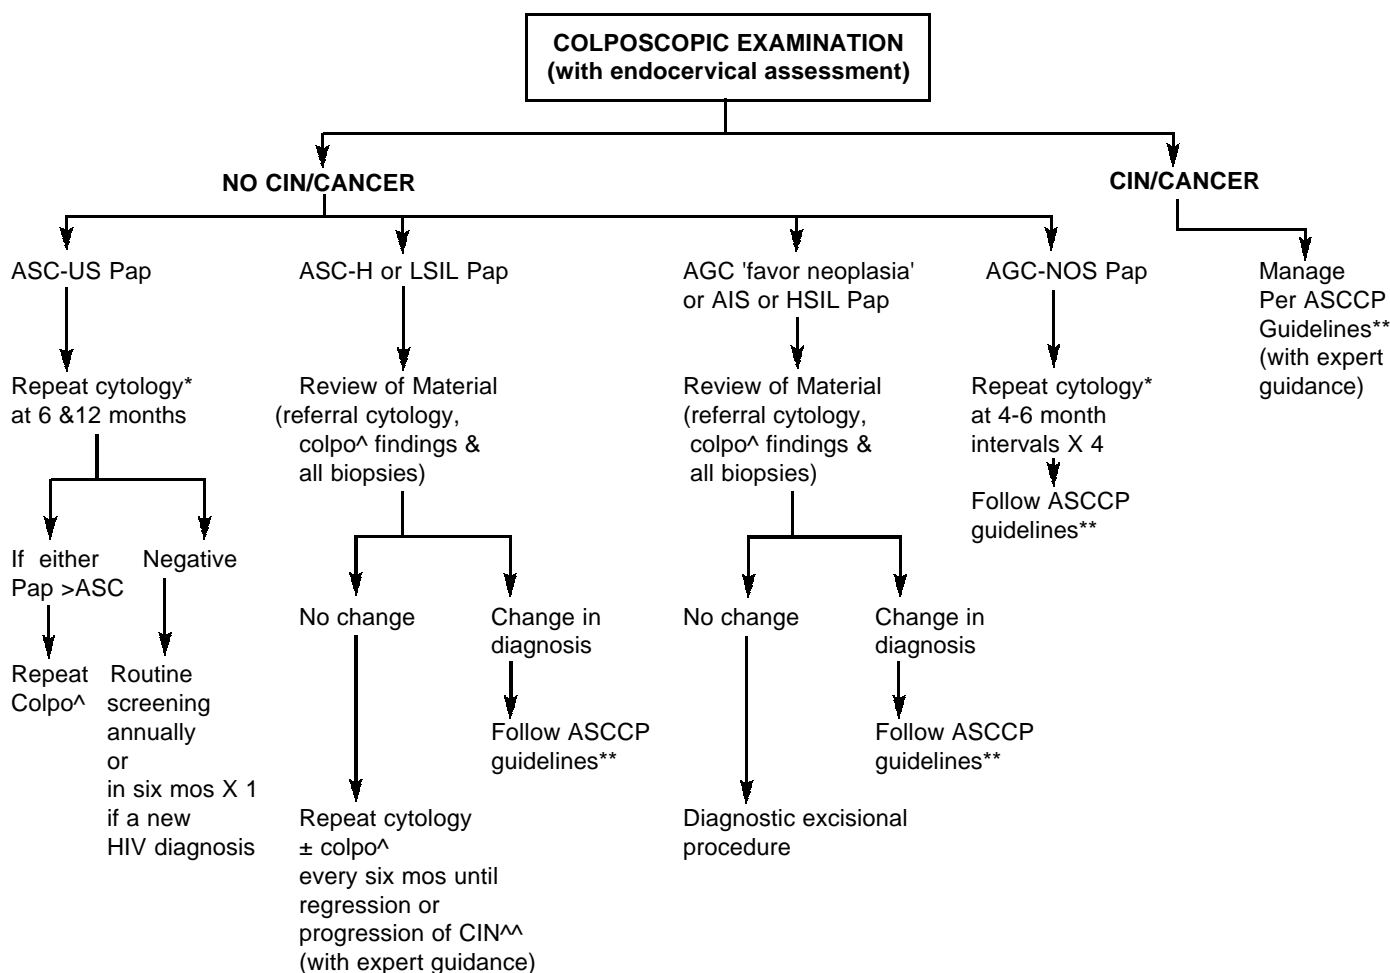 COLPOSCOPIC EXAMINATION
(with endocervical assessment)
NO CIN/CANCER
CIN/CANCER
ASC-US Pap
Repeat cytology*
at 6 &12 months
If either
Pap >ASC
Repeat
Colpo^
Negative
Routine
screening
annually
or
in six mos X 1
if a new
HIV diagnosis
ASC-H or LSIL Pap
Review of Material
(referral cytology,
colpo^ findings &
all biopsies)
No change
Repeat cytology
± colpo^
every six mos until
regression or
progression of CIN^^
(with expert guidance)
Change in
diagnosis
Follow ASCCP
guidelines**
AGC 'favor neoplasia'
or AIS or HSIL Pap
Review of Material
(referral cytology,
colpo^ findings &
all biopsies)
No change
Diagnostic excisional
procedure
Change in
diagnosis
Follow ASCCP
guidelines**
AGC-NOS Pap
Repeat cytology*
at 4-6 month
intervals X 4
Follow ASCCP
guidelines**
Manage
Per ASCCP
Guidelines**
(with expert
guidance)